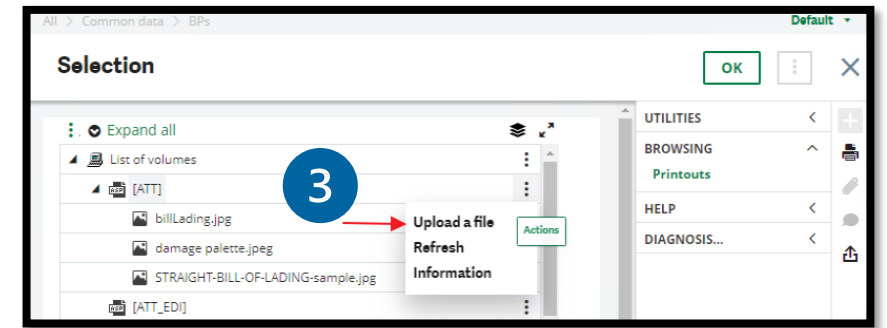 All > Common data > BPs
Default
Selection
OK
Expand all
List of volumes
[ATT]
billLading.jpg
damage palette.jpeg
STRAIGHT-BILL-OF-LADING-sample.jpg
[ATT_EDI]
3
Upload a file
Refresh
Information
Actions
UTILITIES
BROWSING
Printouts
HELP
DIAGNOSIS...